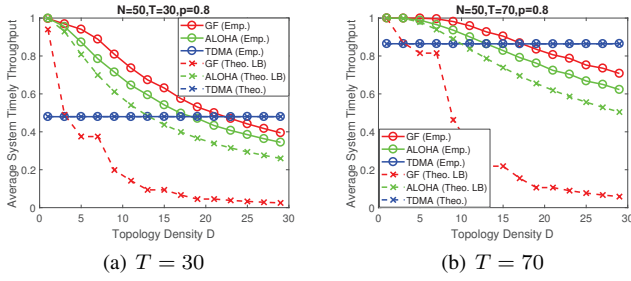 N=50,T=30,p=0.8
Average System Timely Throughput
1
0.8
0.6
0.4
0.2
0
GF (Emp.)
ALOHA (Emp.)
TDMA (Emp.)
GF (Theo. LB)
ALOHA (Theo. LB)
TDMA (Theo.)
0 5 10 15 20 25 30
Topology Density D
(a) T = 30
N=50,T=70,p=0.8
Average System Timely Throughput
1
0.8
0.6
0.4
0.2
0
GF (Emp.)
ALOHA (Emp.)
TDMA (Emp.)
GF (Theo. LB)
ALOHA (Theo. LB)
TDMA (Theo.)
0 5 10 15 20 25 30
Topology Density D
(b) T = 70